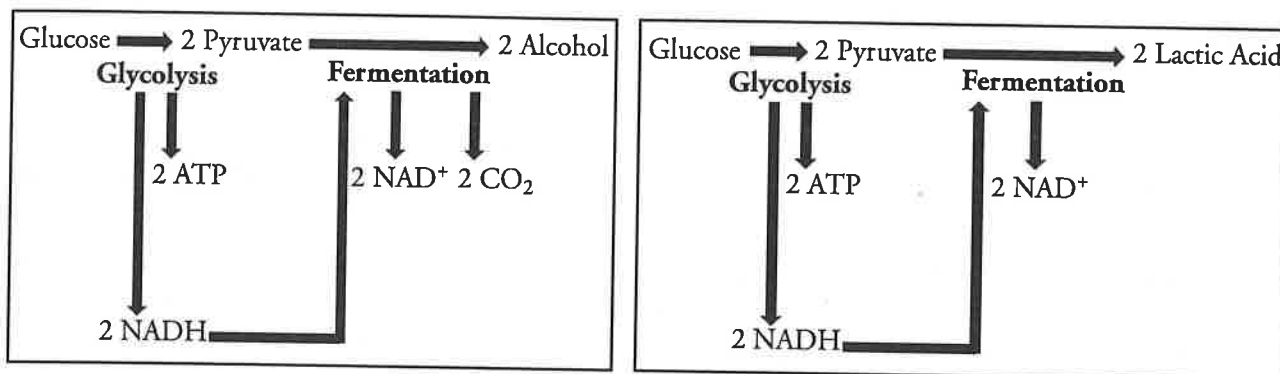 Glucose 2 Pyruvate 2 Alcohol
Glycolysis Fermentation
2 ATP 2 NAD⁺ 2 CO₂
2 NADH
Glucose 2 Pyruvate 2 Lactic Acid
Glycolysis Fermentation
2 ATP 2 NAD⁺
2 NADH